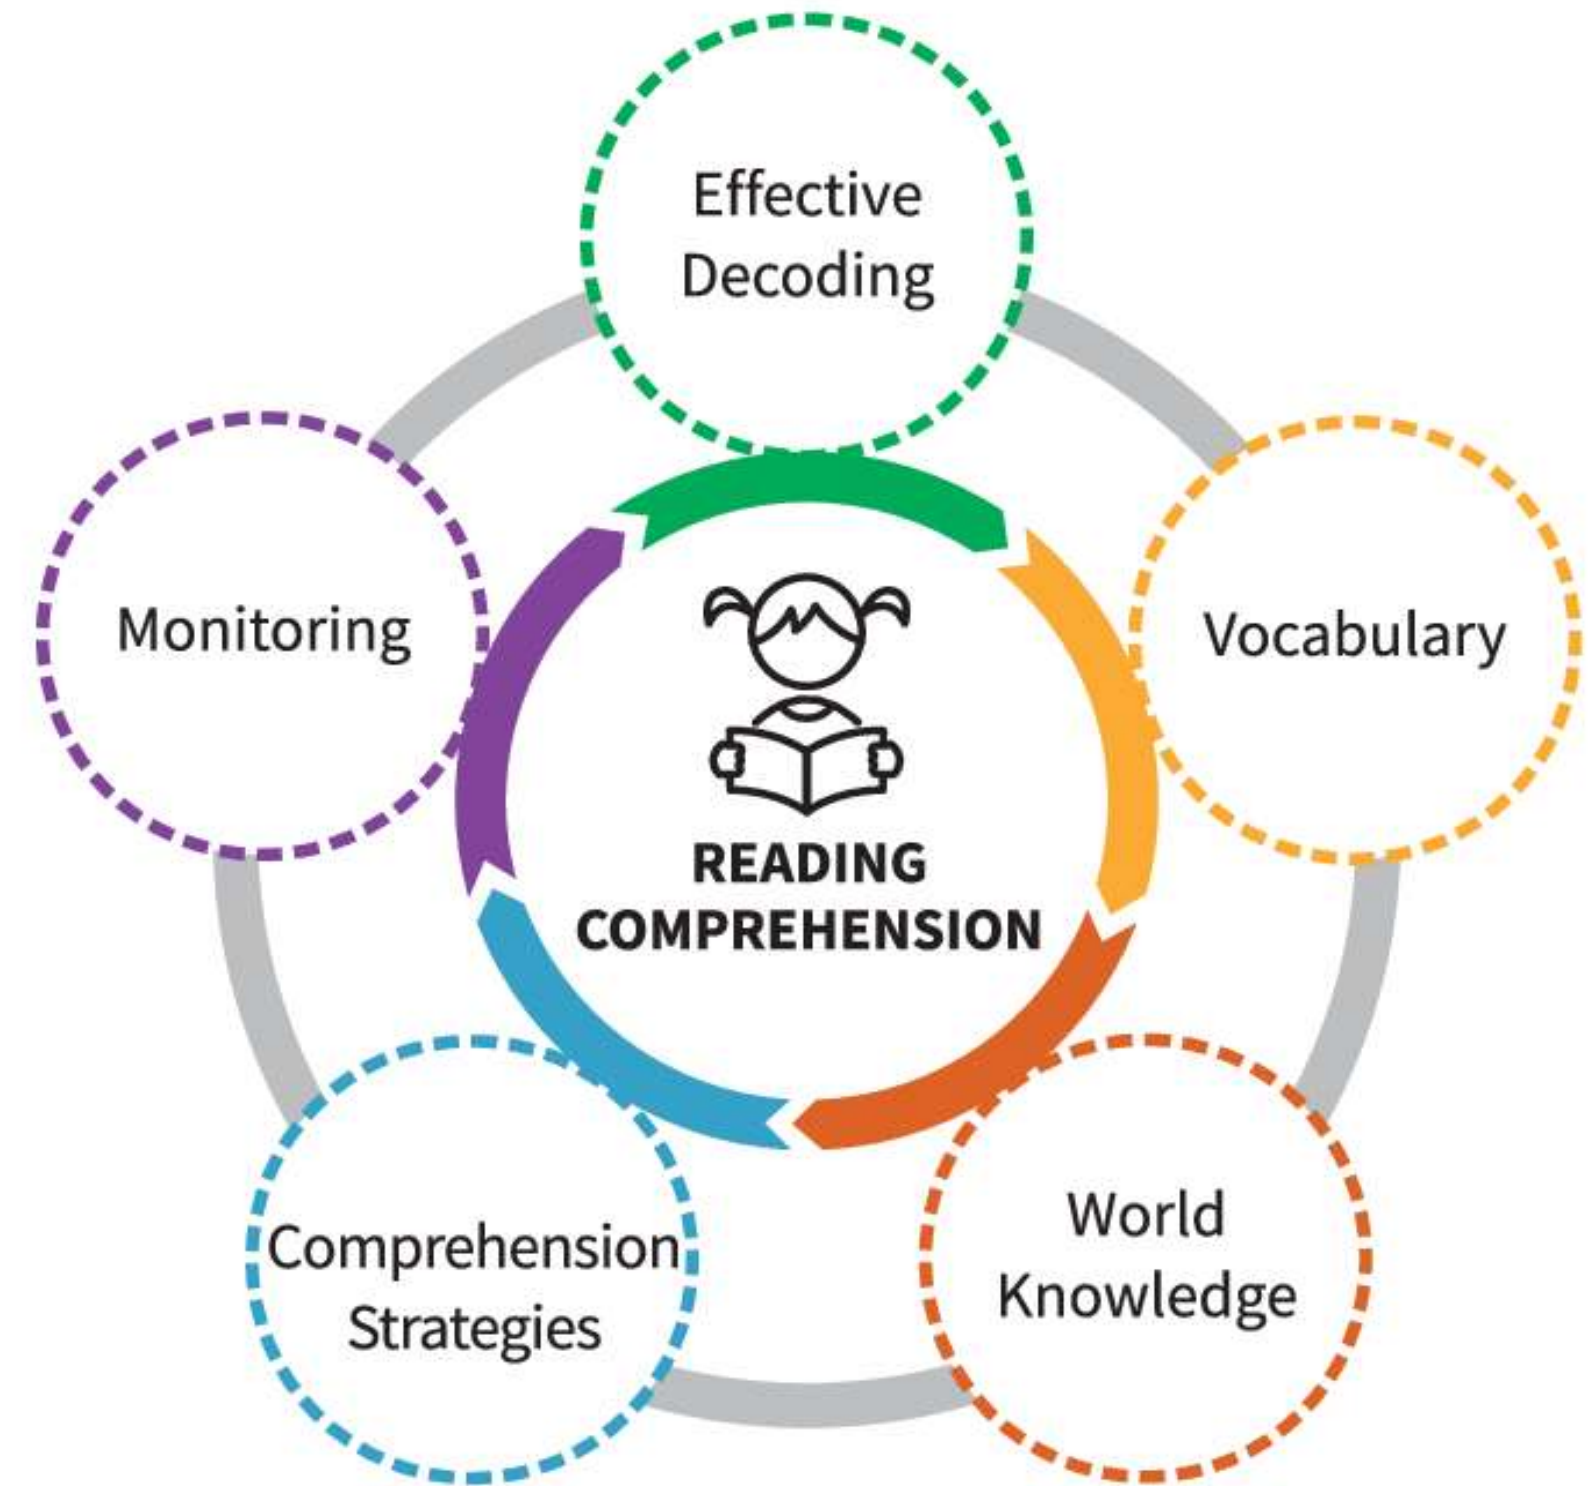 Effective
Decoding
Monitoring
Vocabulary
READING
COMPREHENSION
Comprehension
Strategies
World
Knowledge